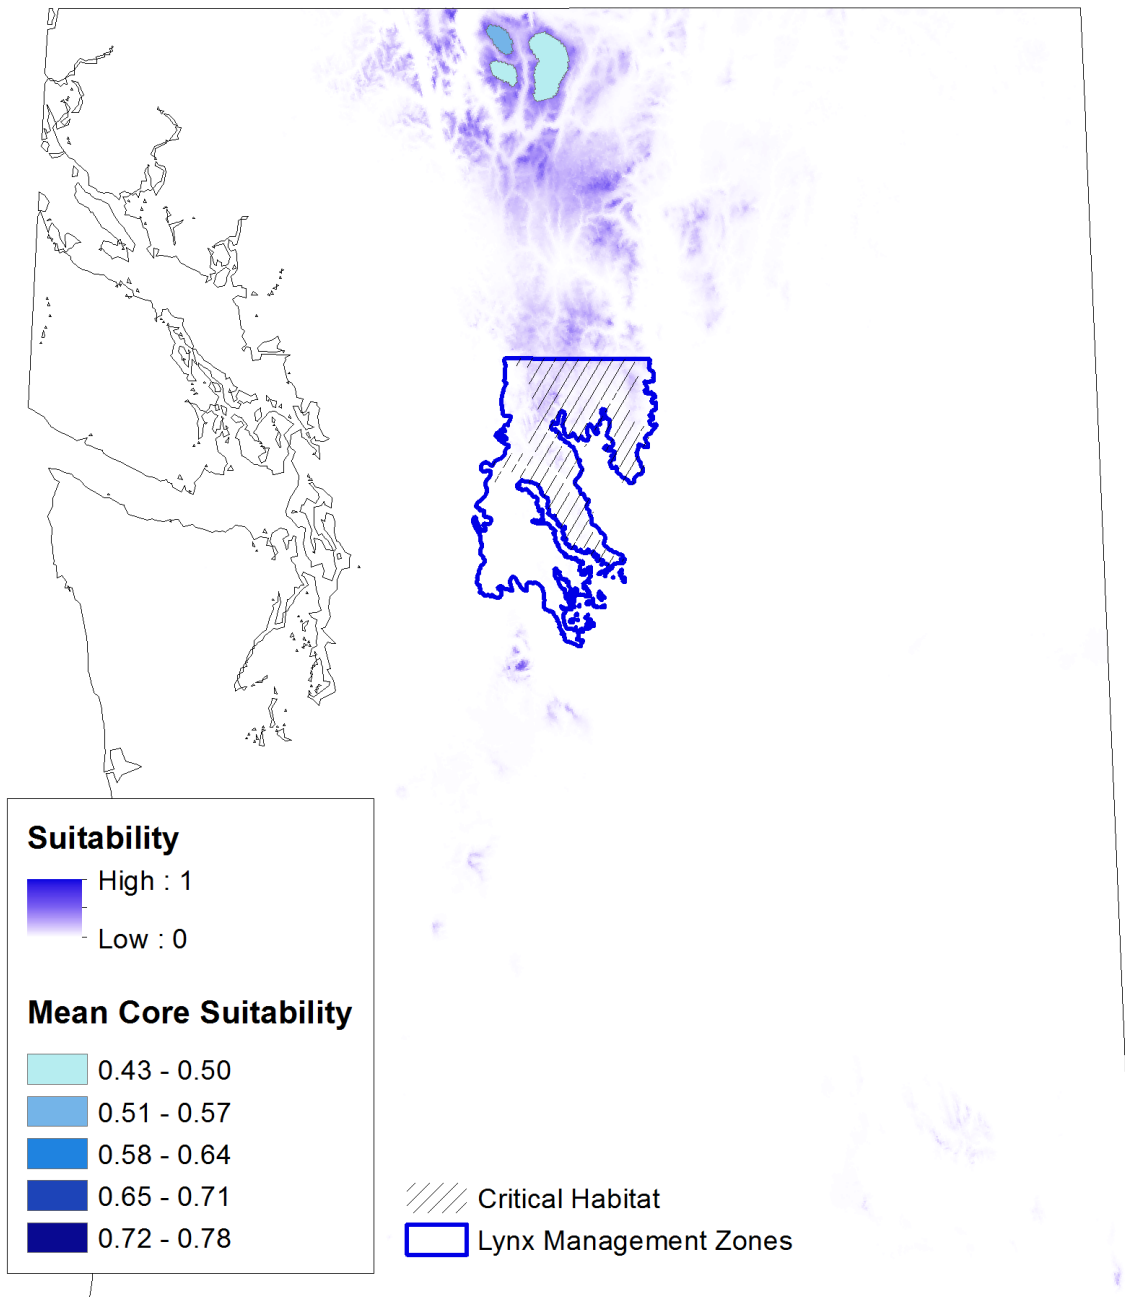 Suitability
High : 1
Low : 0
Mean Core Suitability
0.43 - 0.50
0.51 - 0.57
0.58 - 0.64
0.65 - 0.71
0.72 - 0.78
Critical Habitat
Lynx Management Zones